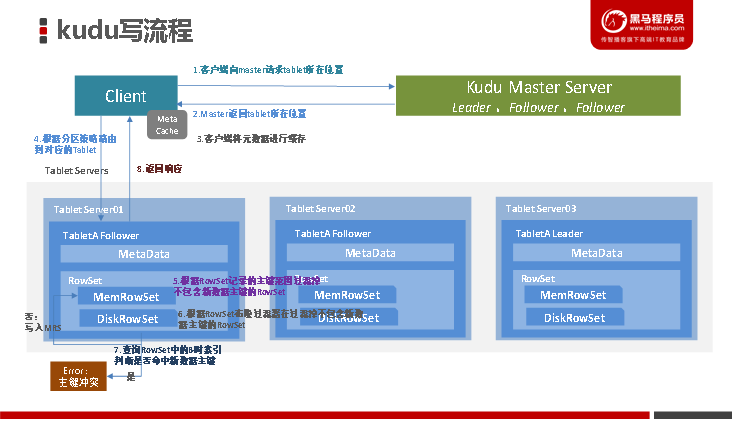 kudu写流程
黑马程序员
www.itheima.com
传智播客旗下高端IT教育品牌
1.客户端向master请求tablet所在位置
Client
Kudu Master Server
Leader 、Follower 、Follower
Meta
Cache
2.Master返回tablet所在位置
3.客户端将元数据进行缓存
4.根据分区策略路由
到对应的Tablet
Tablet Servers
8.返回响应
Tablet Server01
TabletA Follower
MetaData
RowSet
MemRowSet
DiskRowSet
Tablet Server02
TabletA Follower
MetaData
MemRowSet
DiskRowSet
Tablet Server03
TabletA Leader
MetaData
RowSet
MemRowSet
DiskRowSet
5.根据RowSet记录的主键范围过滤掉
不包含新数据主键的RowSet
6.根据RowSet布隆过滤器在过滤掉不包含新数
据主键的RowSet
否：
写入MRS
7.查询RowSet中的B树索引
判断是否命中新数据主键
是
Error：
主键冲突